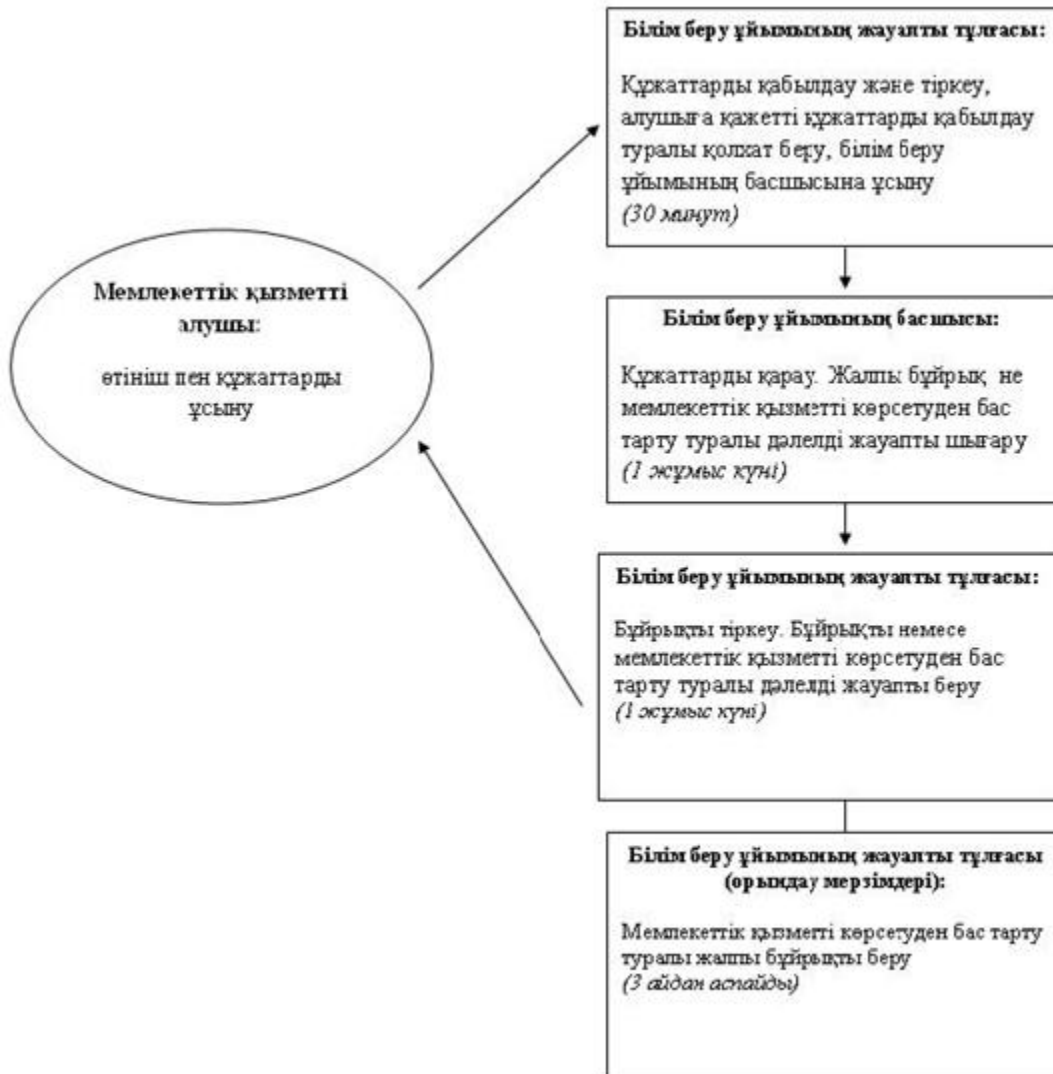 Білім беру ұйымының жауапты тұлғасы:
Құжаттарды қабылдау және тіркеу,
алушыға қажетті құжаттарды қабылдау
туралы қолхат беру, білім беру
ұйымының басшысына ұсыну
(30 минут)
Мемлекеттік қызметті
алушы:
өтініш пен құжаттарды
ұсыну
Білім беру ұйымының басшысы:
Құжаттарды қарау. Жалпы бұйрық не
мемлекеттік қызметті көрсетуден бас
тарту туралы дәлелді жауапты шығару
(1 жұмыс күні)
Білім беру ұйымының жауапты тұлғасы:
Бұйрықты тіркеу. Бұйрықты немесе
мемлекеттік қызметті көрсетуден бас
тарту туралы дәлелді жауапты беру
(1 жұмыс күні)
Білім беру ұйымының жауапты тұлғасы
(орындау мерзімдері):
Мемлекеттік қызметті көрсетуден бас тарту
туралы жалпы бұйрықты беру
(3 айдан аспайды)